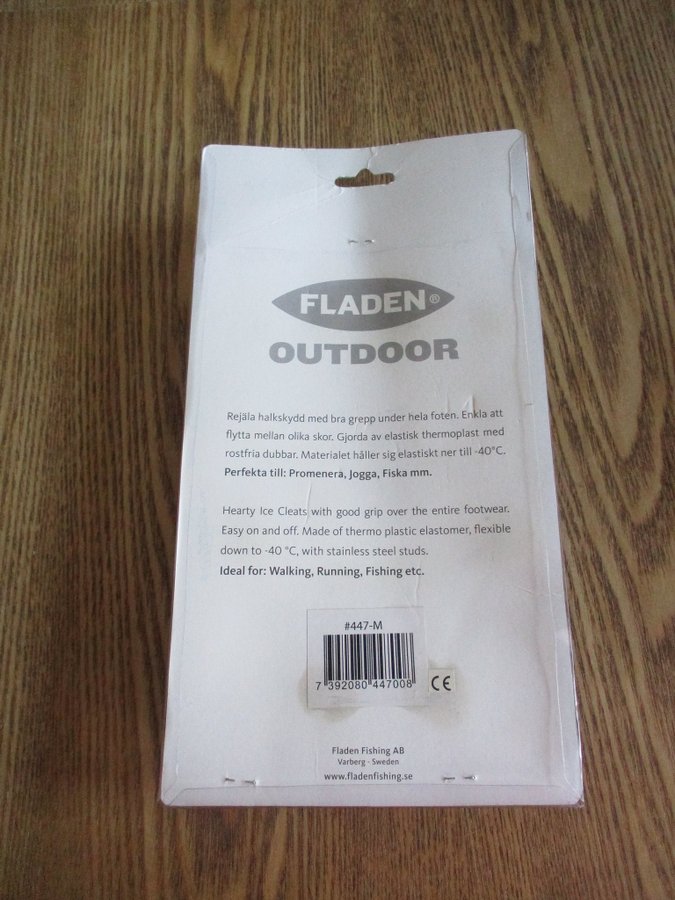 FLADEN®
OUTDOOR
Rejäla halkskydd med bra grepp under hela foten. Enkla att
flytta mellan olika skor. Gjorda av elastisk thermoplast med
rostfria dubbar. Materialet håller sig elastiskt ner till -40°C.
Perfekta till: Promenera, Jogga, Fiska mm.
Hearty Ice Cleats with good grip over the entire footwear.
Easy on and off. Made of thermo plastic elastomer, flexible
down to -40 °C, with stainless steel studs.
Ideal for: Walking, Running, Fishing etc.
#447-M
7 392080 447008
CE
Fladen Fishing AB
Varberg - Sweden
www.fladenfishing.se